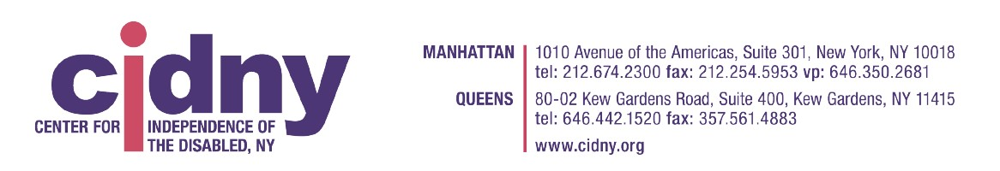 cidny
CENTER FOR INDEPENDENCE OF
THE DISABLED, NY
MANHATTAN 1010 Avenue of the Americas, Suite 301, New York, NY 10018
tel: 212.674.2300 fax: 212.254.5953 vp: 646.350.2681
QUEENS 80-02 Kew Gardens Road, Suite 400, Kew Gardens, NY 11415
tel: 646.442.1520 fax: 357.561.4883
www.cidny.org